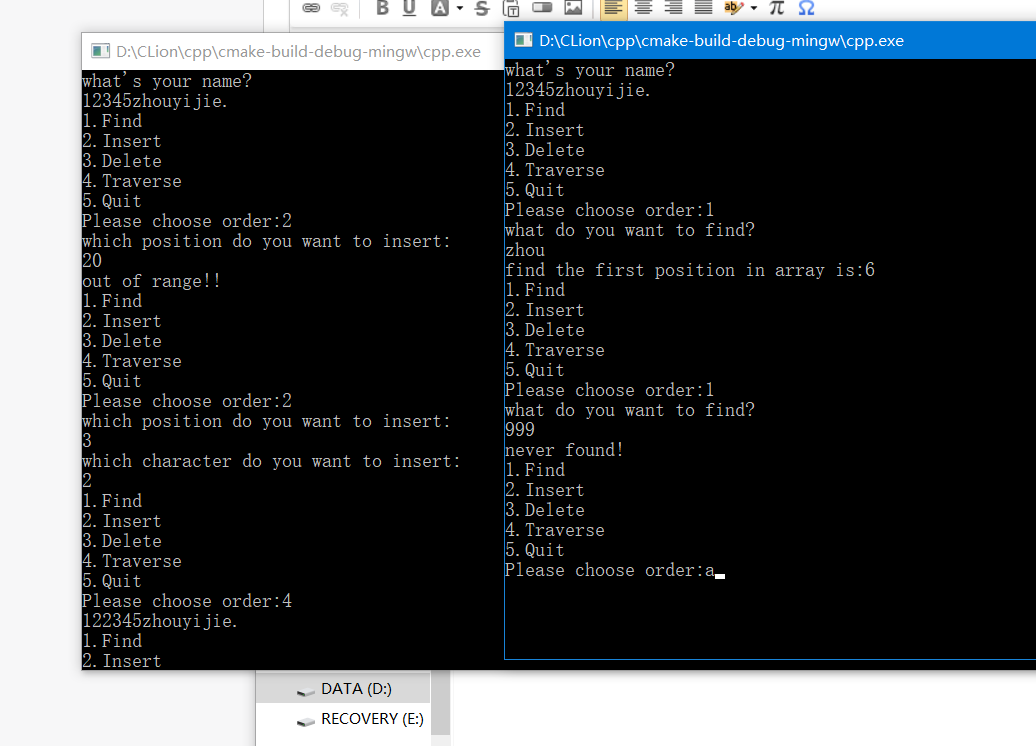 D:\CLion\cpp\cmake-build-debug-mingw\cpp.exe
what's your name?
12345zhouyijie.
1.Find
2.Insert
3.Delete
4.Traverse
5.Quit
Please choose order:2
which position do you want to insert:
20
out of range!!
1.Find
2.Insert
3.Delete
4.Traverse
5.Quit
Please choose order:2
which position do you want to insert:
3
which character do you want to insert:
2
1.Find
2.Insert
3.Delete
4.Traverse
5.Quit
Please choose order:4
122345zhouyijie.
1.Find
2.Insert
D:\CLion\cpp\cmake-build-debug-mingw\cpp.exe
what's your name?
12345zhouyijie.
1.Find
2.Insert
3.Delete
4.Traverse
5.Quit
Please choose order:1
what do you want to find?
zhou
find the first position in array is:6
1.Find
2.Insert
3.Delete
4.Traverse
5.Quit
Please choose order:1
what do you want to find?
999
never found!
1.Find
2.Insert
3.Delete
4.Traverse
5.Quit
Please choose order:a
DATA (D:)
RECOVERY (E:)